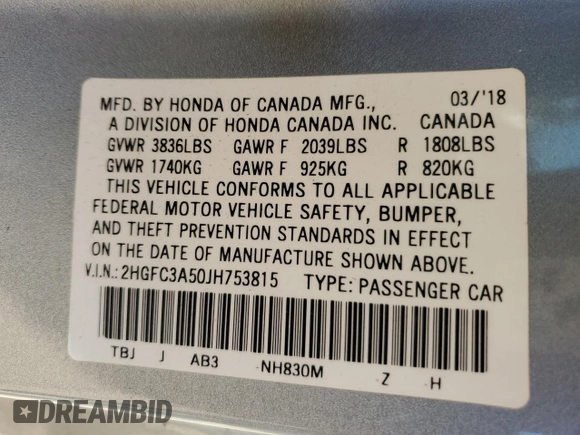 MFD. BY HONDA OF CANADA MFG., 03/'18
A DIVISION OF HONDA CANADA INC. CANADA
GVWR 3836LBS GAWR F 2039LBS R 1808LBS
GVWR 1740KG GAWR F 925KG R 820KG
THIS VEHICLE CONFORMS TO ALL APPLICABLE
FEDERAL MOTOR VEHICLE SAFETY, BUMPER,
AND THEFT PREVENTION STANDARDS IN EFFECT
ON THE DATE OF MANUFACTURE SHOWN ABOVE.
V.I.N.: 2HGFC3A50JH753815 TYPE: PASSENGER CAR
TBJ J AB3 NH830M Z H
DREAMBID